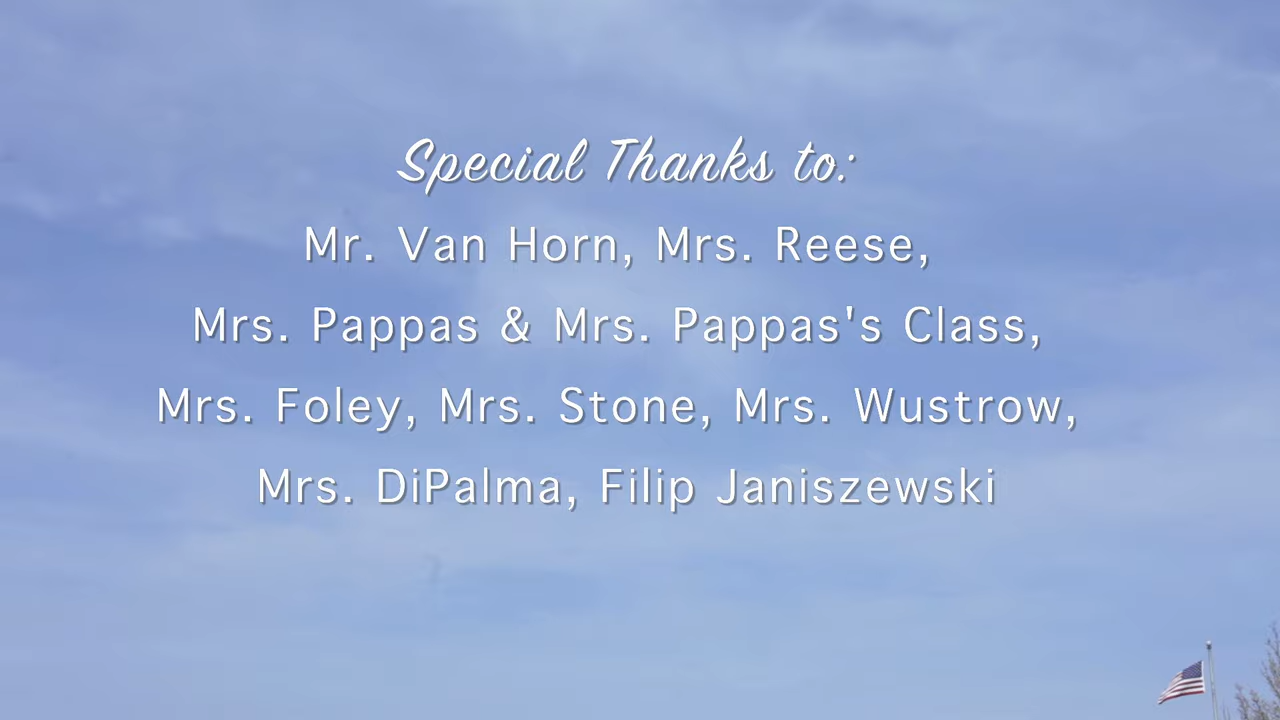 Special Thanks to:
Mr. Van Horn, Mrs. Reese,
Mrs. Pappas & Mrs. Pappas's Class,
Mrs. Foley, Mrs. Stone, Mrs. Wustrow,
Mrs. DiPalma, Filip Janiszewski